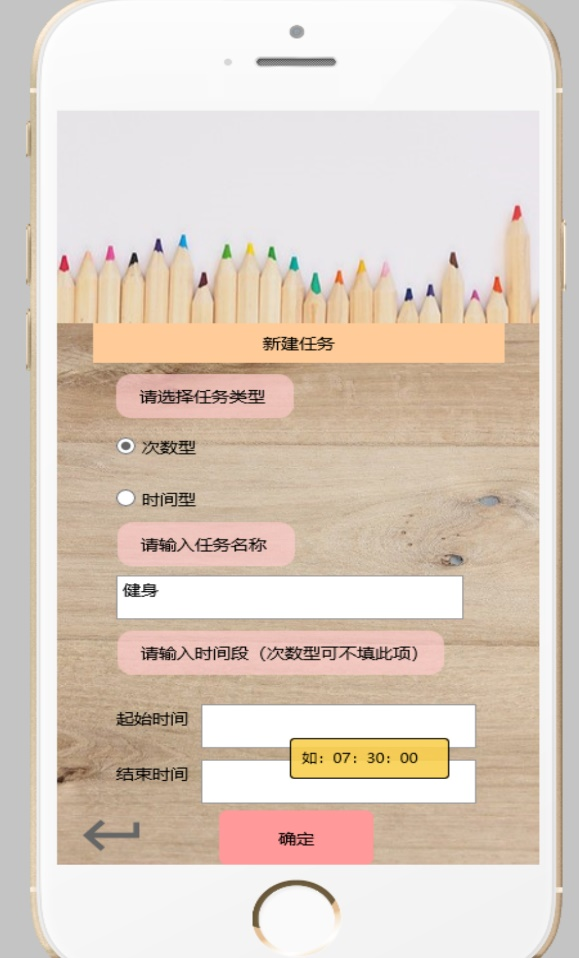 新建任务
请选择任务类型
次数型
时间型
请输入任务名称
健身
请输入时间段（次数型可不填此项）
起始时间
如：07：30：00
结束时间
确定